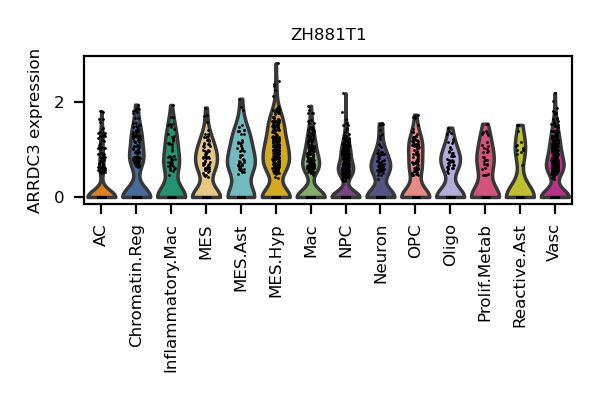 ZH881T1
ARRDC3 expression
2
0
AC
Chromatin.Reg
Inflammatory.Mac
MES
MES.Ast
MES.Hyp
Mac
NPC
Neuron
OPC
Oligo
Prolif.Metab
Reactive.Ast
Vasc